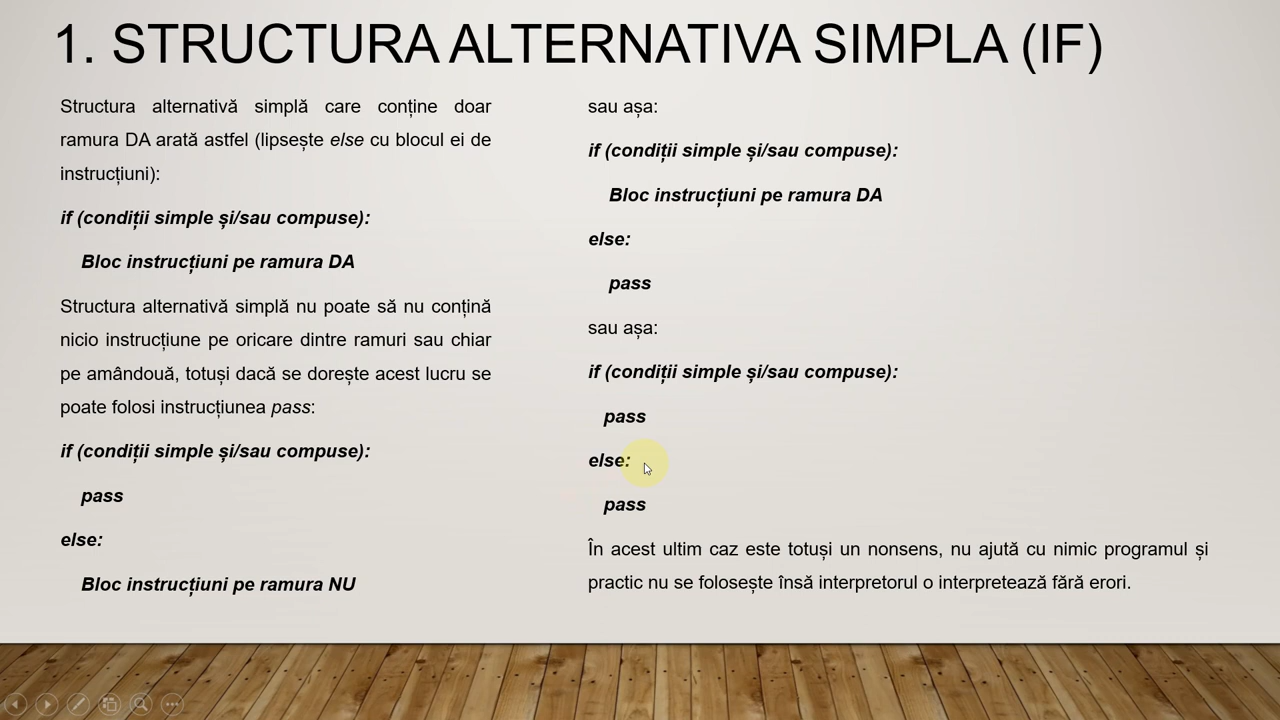 1. STRUCTURA ALTERNATIVA SIMPLA (IF)
Structura alternativă simplă care conține doar
ramura DA arată astfel (lipsește else cu blocul ei de
instrucțiuni):
if (condiții simple și/sau compuse):
Bloc instrucțiuni pe ramura DA
Structura alternativă simplă nu poate să nu conțină
nicio instrucțiune pe oricare dintre ramuri sau chiar
pe amândouă, totuși dacă se dorește acest lucru se
poate folosi instrucțiunea pass:
if (condiții simple și/sau compuse):
pass
else:
Bloc instrucțiuni pe ramura NU
sau așa:
if (condiții simple și/sau compuse):
Bloc instrucțiuni pe ramura DA
else:
pass
sau așa:
if (condiții simple și/sau compuse):
pass
else:
pass
În acest ultim caz este totuși un nonsens, nu ajută cu nimic programul și
practic nu se folosește însă interpretorul o interpretează fără erori.